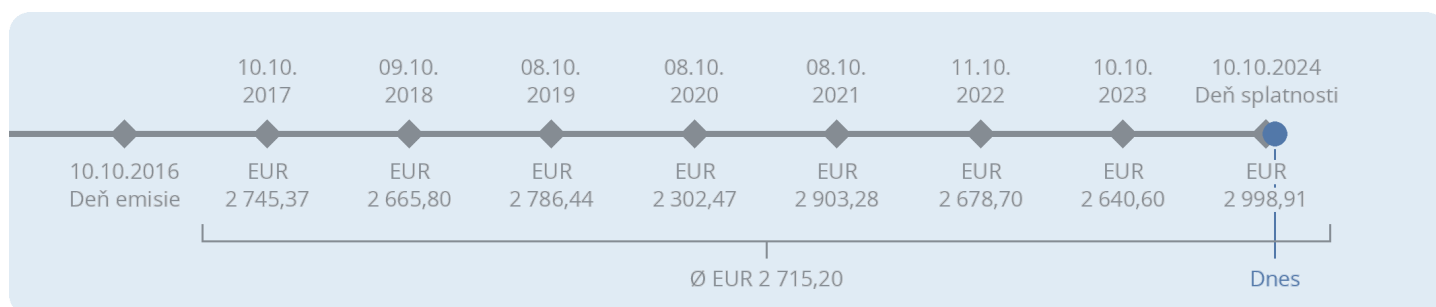 10.10.
2017
09.10.
2018
08.10.
2019
08.10.
2020
08.10.
2021
11.10.
2022
10.10.
2023
10.10.2024
Deň splatnosti
10.10.2016
Deň emisie
EUR
2 745,37
EUR
2 665,80
EUR
2 786,44
EUR
2 302,47
EUR
2 903,28
EUR
2 678,70
EUR
2 640,60
EUR
2 998,91
Ø EUR 2 715,20
Dnes